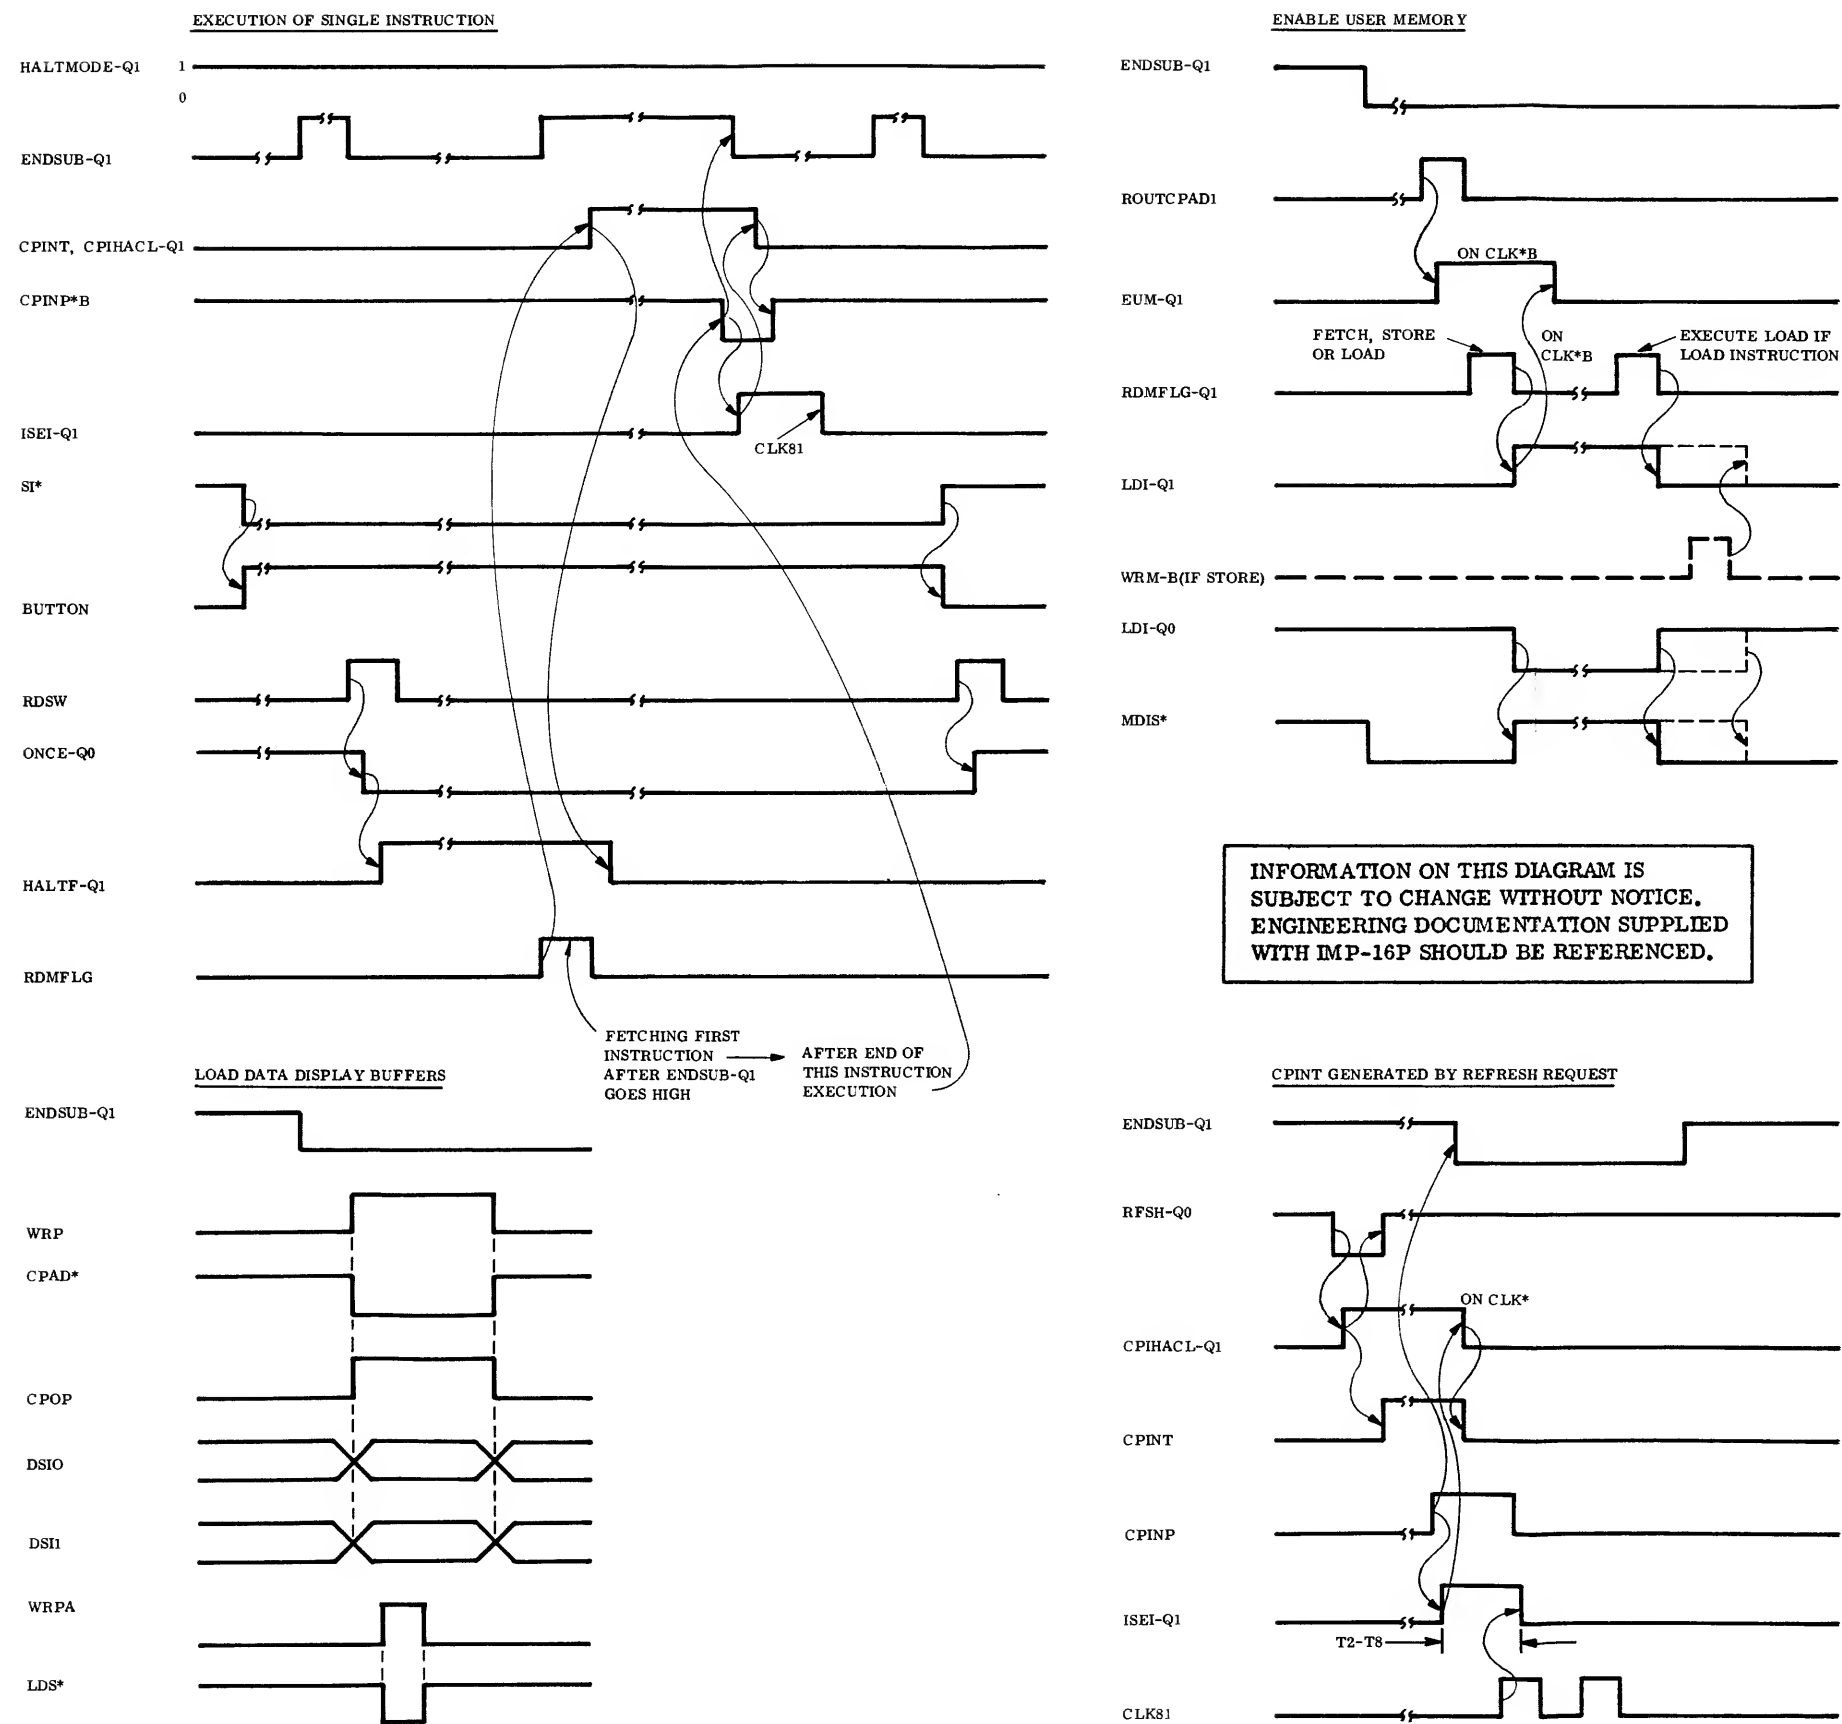 EXECUTION OF SINGLE INSTRUCTION
HALTMODE-Q1
1
0
ENDSUB-Q1
CPINT, CPIHACL-Q1
CPINP*B
ISEI-Q1
CLK81
SI*
BUTTON
RDSW
ONCE-Q0
HALTF-Q1
RDMFLG
FETCHING FIRST
INSTRUCTION
AFTER ENDSUB-Q1
GOES HIGH
AFTER END OF
THIS INSTRUCTION
EXECUTION
ENABLE USER MEMORY
ENDSUB-Q1
ROUTCPAD1
ON CLK*B
EUM-Q1
FETCH, STORE
OR LOAD
ON
CLK*B
EXECUTE LOAD IF
LOAD INSTRUCTION
RDMFLG-Q1
LDI-Q1
WRM-B(IF STORE)
LDI-Q0
MDIS*
INFORMATION ON THIS DIAGRAM IS
SUBJECT TO CHANGE WITHOUT NOTICE.
ENGINEERING DOCUMENTATION SUPPLIED
WITH IMP-16P SHOULD BE REFERENCED.
LOAD DATA DISPLAY BUFFERS
ENDSUB-Q1
WRP
CPAD*
CPOP
DSIO
DSI1
WRPA
LDS*
CPINT GENERATED BY REFRESH REQUEST
ENDSUB-Q1
RFSH-Q0
ON CLK*
CPIHACL-Q1
CPINT
CPINP
ISEI-Q1
T2-T8
CLK81